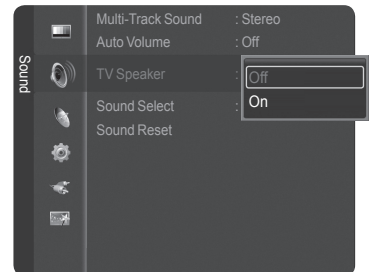 Sound
Multi-Track Sound : Stereo
Auto Volume : Off
TV Speaker :
Off
On
Sound Select :
Sound Reset